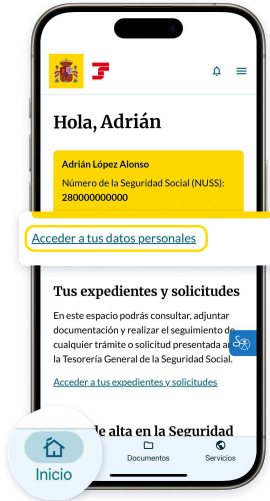 Hola, Adrián
Adrián López Alonso
Número de la Seguridad Social (NUSS):
280000000000
Acceder a tus datos personales
Tus expedientes y solicitudes
En este espacio podrás consultar, adjuntar
documentación y realizar el seguimiento de
cualquier trámite o solicitud presentada
la Tesorería General de la Seguridad Social.
Acceder a tus expedientes y solicitudes
de alta en la Seguridad
Inicio
Documentos
Servicios